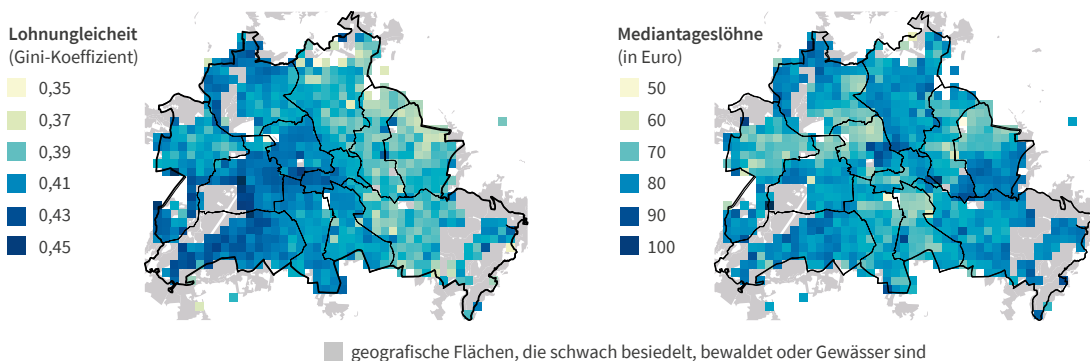 Lohnungleicheit
(Gini-Koeffizient)
0,35
0,37
0,39
0,41
0,43
0,45
Mediantageslöhne
(in Euro)
50
60
70
80
90
100
geografische Flächen, die schwach besiedelt, bewaldet oder Gewässer sind